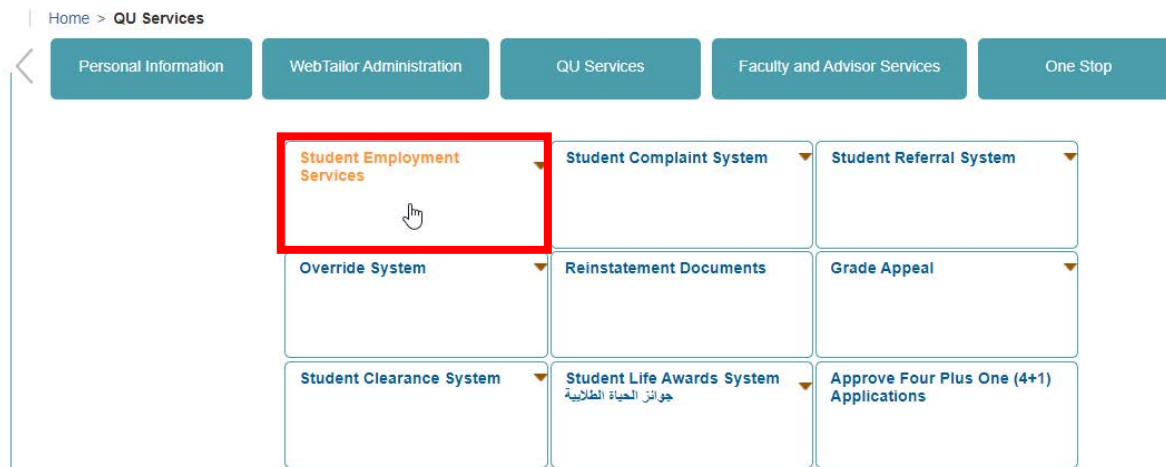 Home > QU Services
Personal Information
WebTailor Administration
QU Services
Faculty and Advisor Services
One Stop
Student Employment
Services
Student Complaint System
Student Referral System
Override System
Reinstatement Documents
Grade Appeal
Student Clearance System
Student Life Awards System
جوائز الحياة الطلابية
Approve Four Plus One (4+1)
Applications